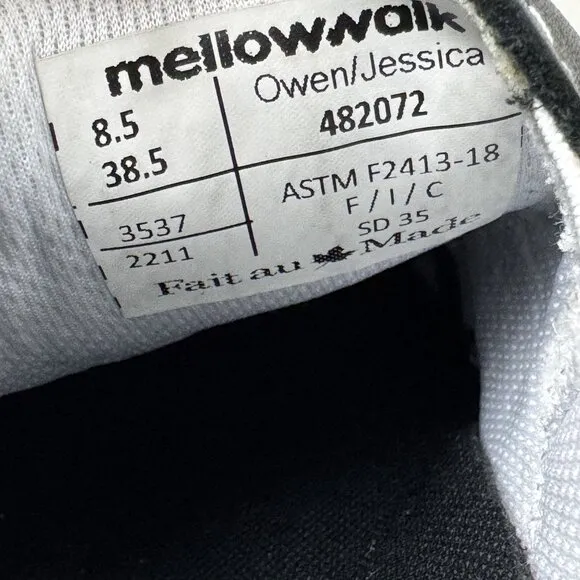 mellowwalk
8.5
38.5
Owen/Jessica
482072
3537
2211
ASTM F2413-18
F / I / C
SD 35
Fait au Made